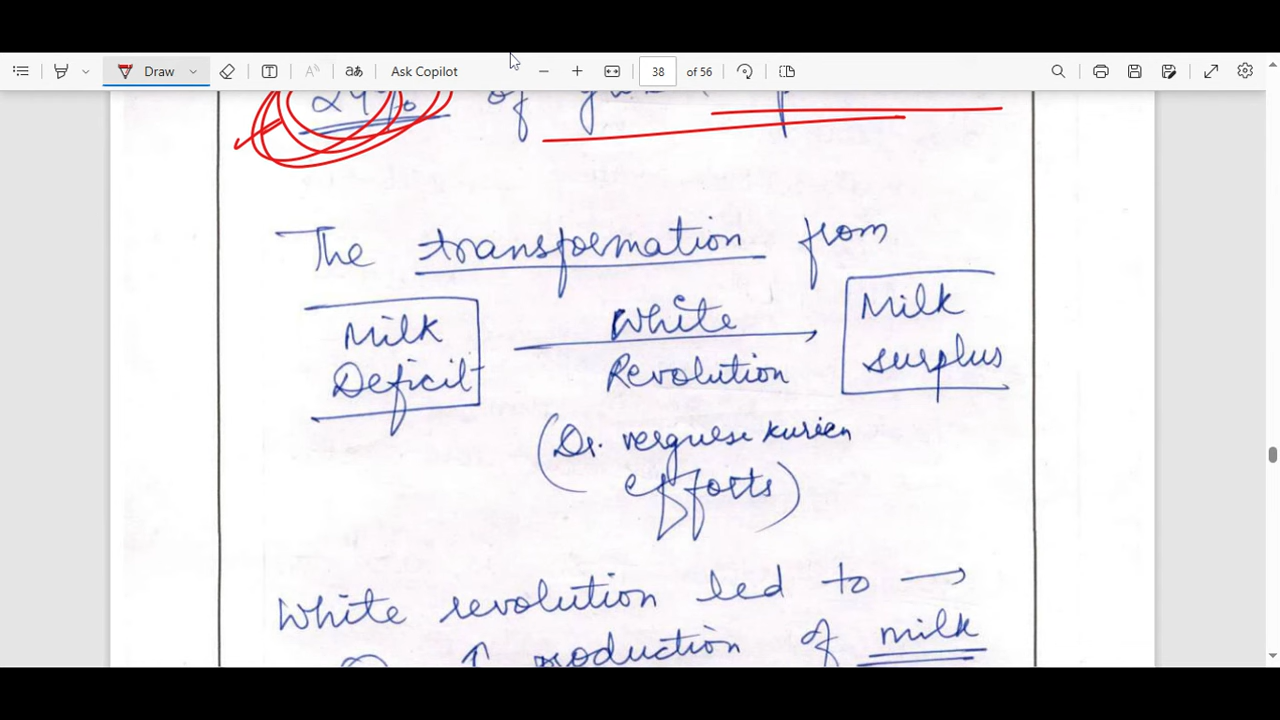 Draw
Ask Copilot
38 of 56
24% of
The transformation from
Milk Deficit
White Revolution
Milk surplus
(Dr. verguese kurien
efforts)
White revolution led to →
↑ production of milk